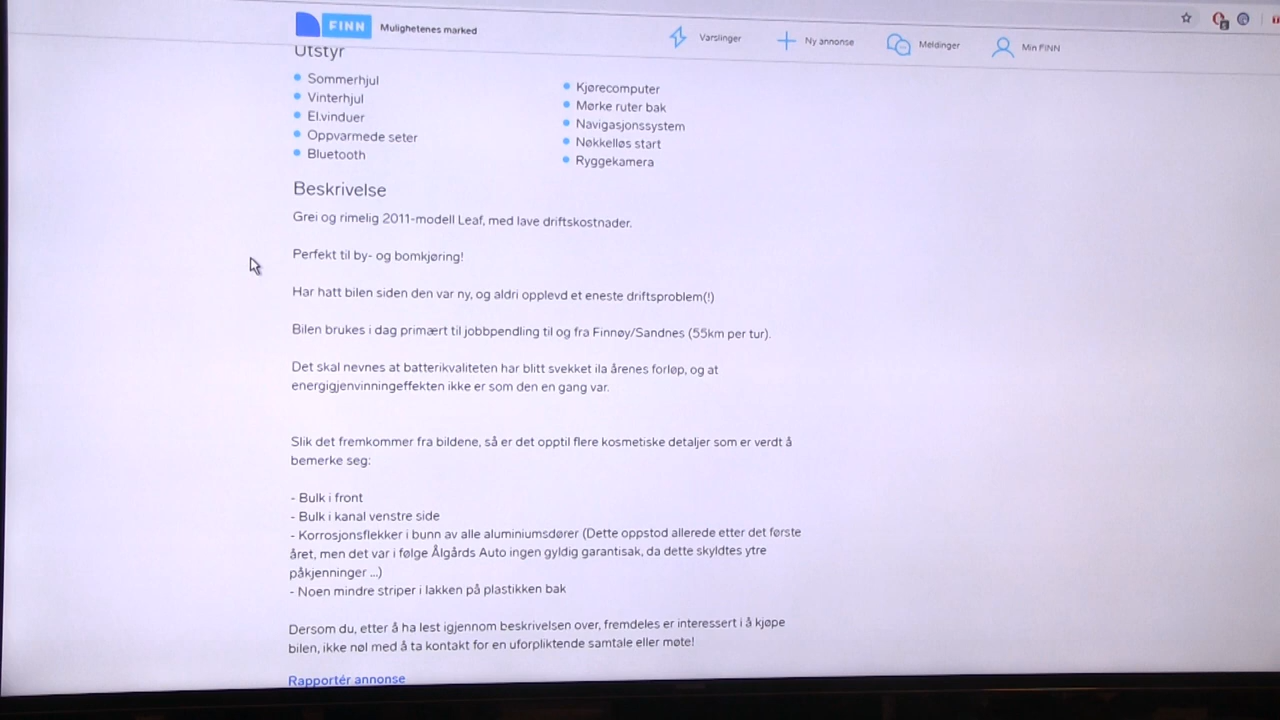 FINN Mulighetenes marked
Varslinger
Ny annonse
Meldinger
Min FINN
Utstyr
Sommerhjul
Vinterhjul
El.vinduer
Oppvarmede seter
Bluetooth
Kjørecomputer
Mørke ruter bak
Navigasjonssystem
Nøkkelløs start
Ryggekamera
Beskrivelse
Grei og rimelig 2011-modell Leaf, med lave driftskostnader.
Perfekt til by- og bomkjøring!
Har hatt bilen siden den var ny, og aldri opplevd et eneste driftsproblem(!)
Bilen brukes i dag primært til jobbpendling til og fra Finnøy/Sandnes (55km per tur).
Det skal nevnes at batterikvaliteten har blitt svekket ila årenes forløp, og at
energigjenvinningeffekten ikke er som den en gang var.
Slik det fremkommer fra bildene, så er det opptil flere kosmetiske detaljer som er verdt å
bemerke seg:
- Bulk i front
- Bulk i kanal venstre side
- Korrosjonsflekker i bunn av alle aluminiumsdører (Dette oppstod allerede etter det første
året, men det var i følge Ålgårds Auto ingen gyldig garantisak, da dette skyldtes ytre
påkjenninger ...)
- Noen mindre striper i lakken på plastikken bak
Dersom du, etter å ha lest igjennom beskrivelsen over, fremdeles er interessert i å kjøpe
bilen, ikke nøl med å ta kontakt for en uforpliktende samtale eller møte!
Rapportér annonse